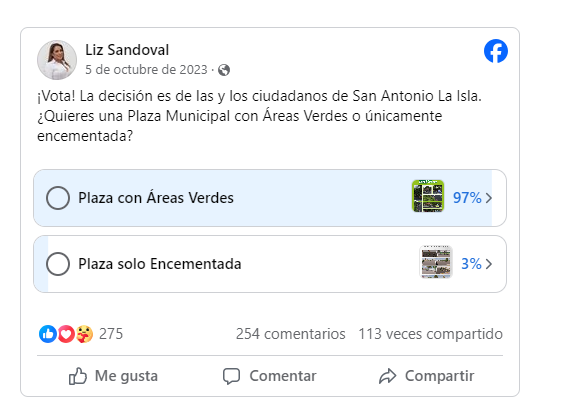 Liz Sandoval
5 de octubre de 2023 ·
¡Vota! La decisión es de las y los ciudadanos de San Antonio La Isla.
¿Quieres una Plaza Municipal con Áreas Verdes o únicamente
encementada?
Plaza con Áreas Verdes 97%
Plaza solo Encementada 3%
275 254 comentarios 113 veces compartido
Me gusta Comentar Compartir